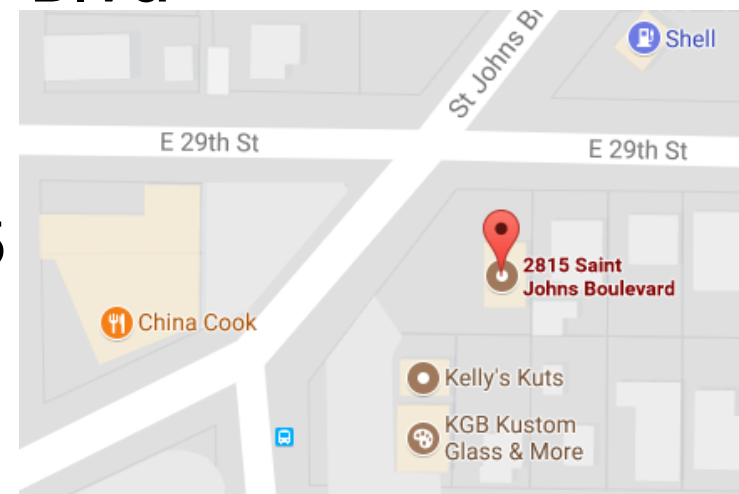 St Johns Bl
Shell
E 29th St
E 29th St
2815 Saint
Johns Boulevard
China Cook
Kelly's Kuts
KGB Kustom
Glass & More